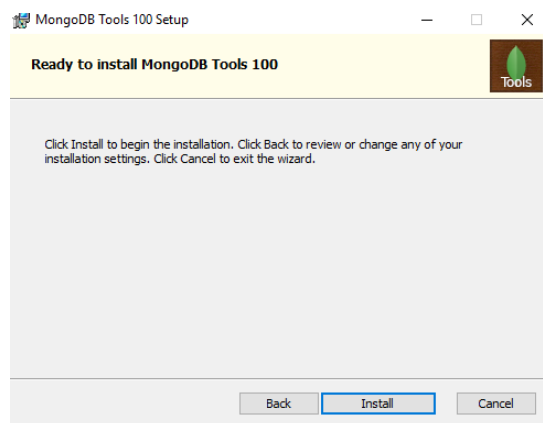 MongoDB Tools 100 Setup
Ready to install MongoDB Tools 100
Tools
Click Install to begin the installation. Click Back to review or change any of your
installation settings. Click Cancel to exit the wizard.
Back Install Cancel